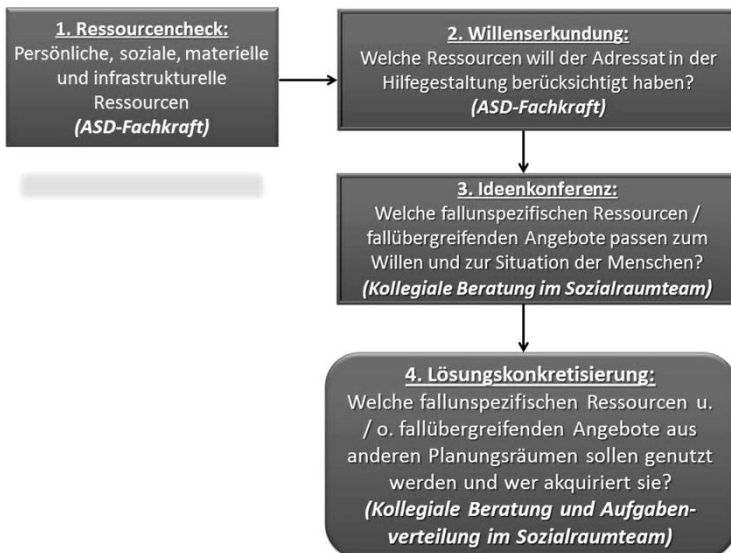 1. Ressourcencheck:
Persönliche, soziale, materielle
und infrastrukturelle
Ressourcen
(ASD-Fachkraft)
2. Willenserkundung:
Welche Ressourcen will der Adressat in der
Hilfegestaltung berücksichtigt haben?
(ASD-Fachkraft)
3. Ideenkonferenz:
Welche fallunspezifischen Ressourcen /
fallübergreifenden Angebote passen zum
Willen und zur Situation der Menschen?
(Kollegiale Beratung im Sozialraumteam)
4. Lösungskonkretisierung:
Welche fallunspezifischen Ressourcen u.
/ o. fallübergreifenden Angebote aus
anderen Planungsräumen sollen genutzt
werden und wer akquiriert sie?
(Kollegiale Beratung und Aufgaben-
verteilung im Sozialraumteam)